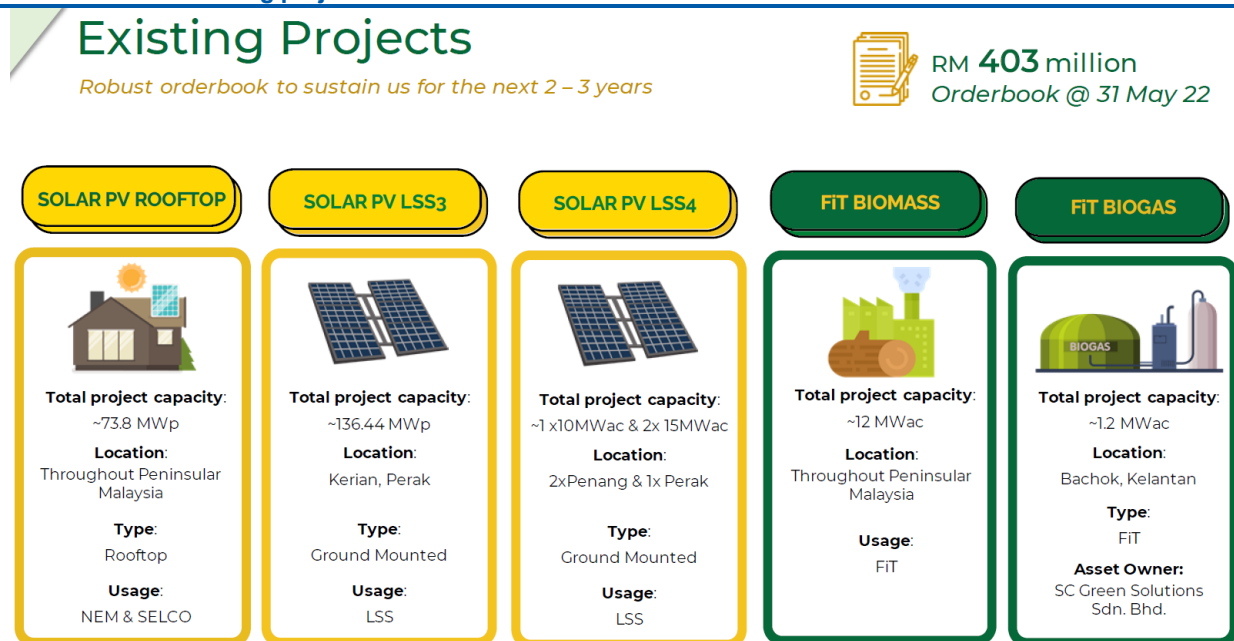 Existing Projects
Robust orderbook to sustain us for the next 2 – 3 years
RM 403 million
Orderbook @ 31 May 22
SOLAR PV ROOFTOP
Total project capacity:
~73.8 MWp
Location:
Throughout Peninsular
Malaysia
Type:
Rooftop
Usage:
NEM & SELCO
SOLAR PV LSS3
Total project capacity:
~136.44 MWp
Location:
Kerian, Perak
Type:
Ground Mounted
Usage:
LSS
SOLAR PV LSS4
Total project capacity:
~1 x10MWac & 2x 15MWac
Location:
2xPenang & 1x Perak
Type:
Ground Mounted
Usage:
LSS
FiT BIOMASS
Total project capacity:
~12 MWac
Location:
Throughout Peninsular
Malaysia
Usage:
FiT
FiT BIOGAS
BIOGAS
Total project capacity:
~1.2 MWac
Location:
Bachok, Kelantan
Type:
FiT
Asset Owner:
SC Green Solutions
Sdn. Bhd.